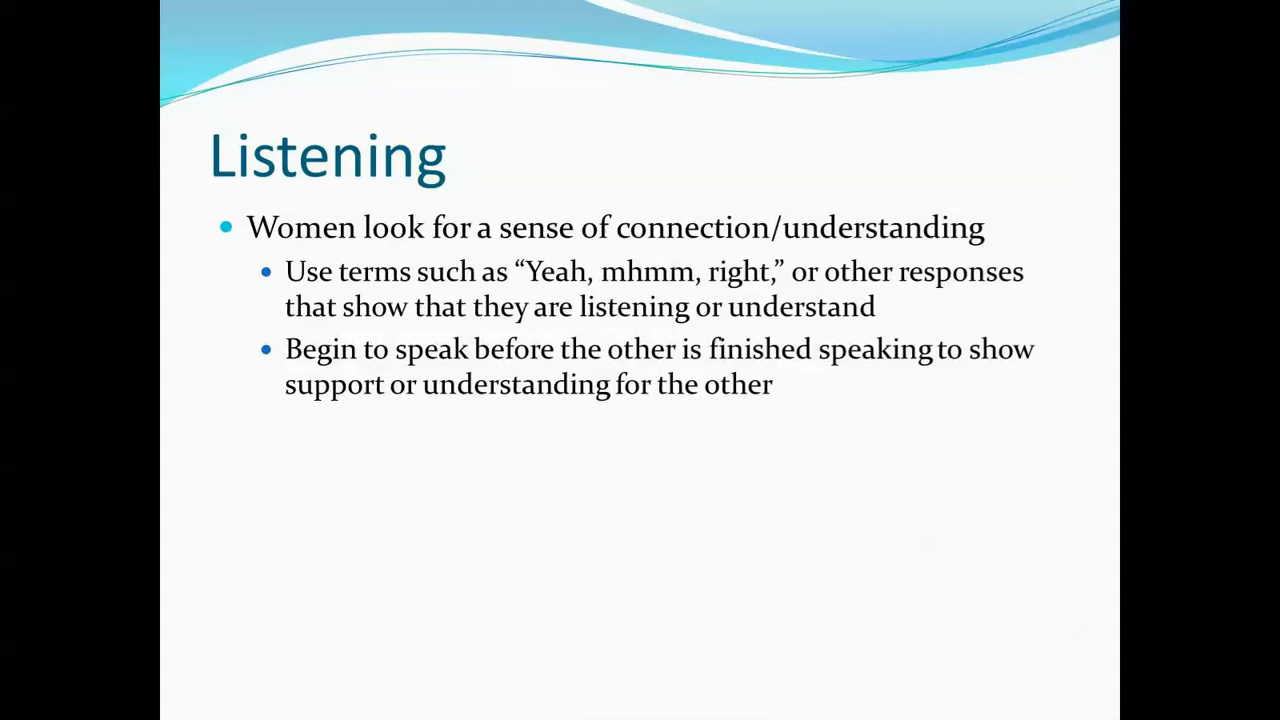 Listening
Women look for a sense of connection/understanding
Use terms such as “Yeah, mhmm, right,” or other responses
that show that they are listening or understand
Begin to speak before the other is finished speaking to show
support or understanding for the other